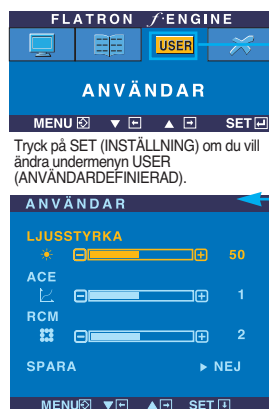 FLATRON f·ENGINE
USER
ANVÄNDAR
MENU ▼ ▲ SET
Tryck på SET (INSTÄLLNING) om du vill
ändra undermenyn USER
(ANVÄNDARDEFINIERAD).
ANVÄNDAR
LJUSSTYRKA
50
ACE
1
RCM
2
SPARA ▶ NEJ
MENU ▼ ▲ SET